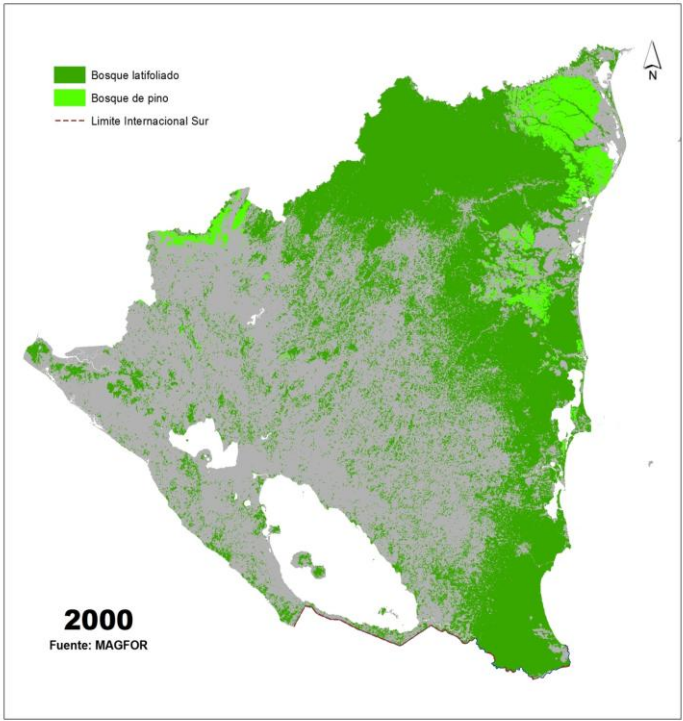 Bosque latifoliado
Bosque de pino
Limite Internacional Sur
N
2000
Fuente: MAGFOR